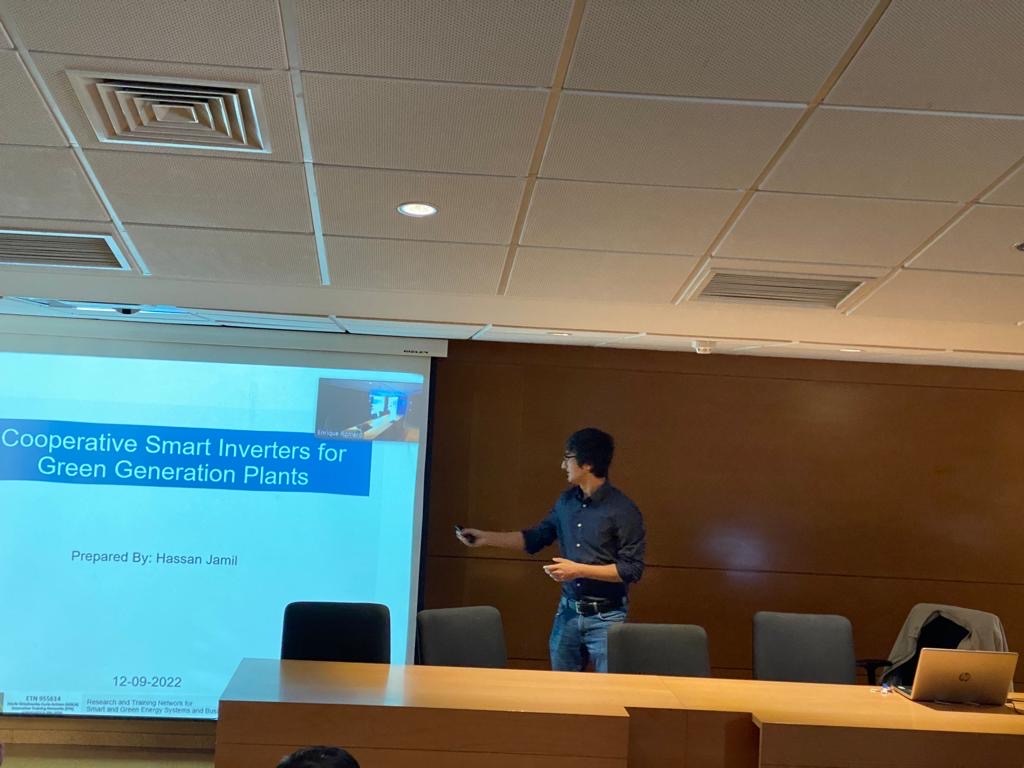 Enrique Romero
Cooperative Smart Inverters for
Green Generation Plants
Prepared By: Hassan Jamil
12-09-2022
ETN 955614
Research and Training Network for
Smart and Green Energy Systems and Bus
hp